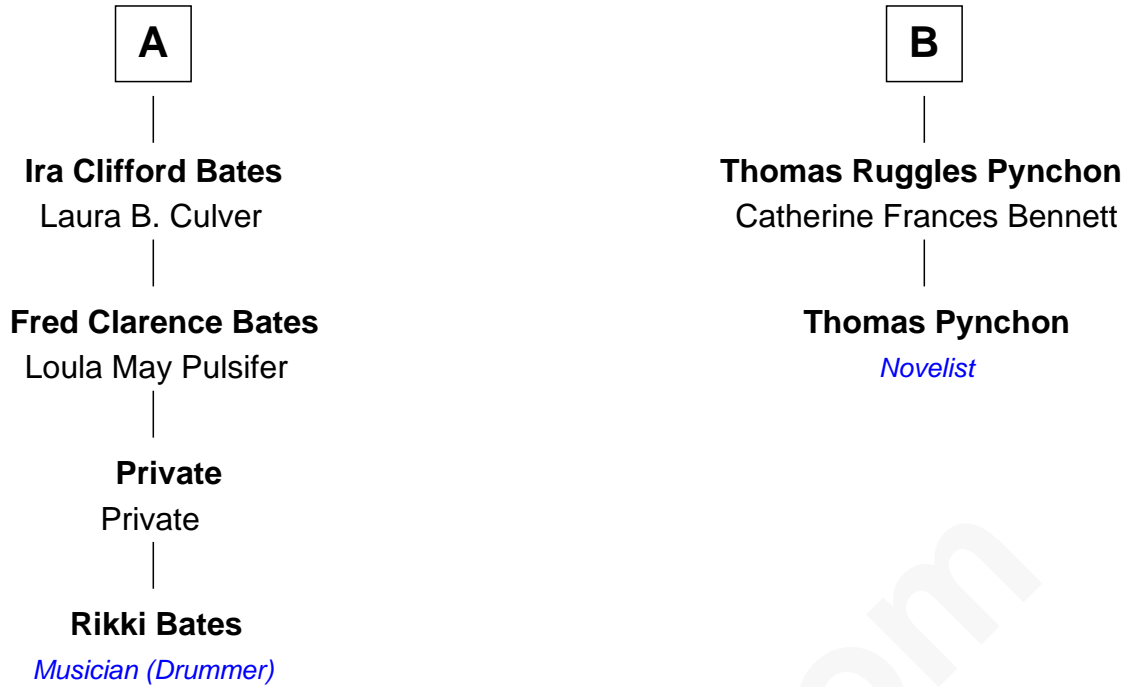 A
Ira Clifford Bates
Laura B. Culver
Fred Clarence Bates
Loula May Pulsifer
Private
Private
Rikki Bates
Musician (Drummer)
B
Thomas Ruggles Pynchon
Catherine Frances Bennett
Thomas Pynchon
Novelist
om